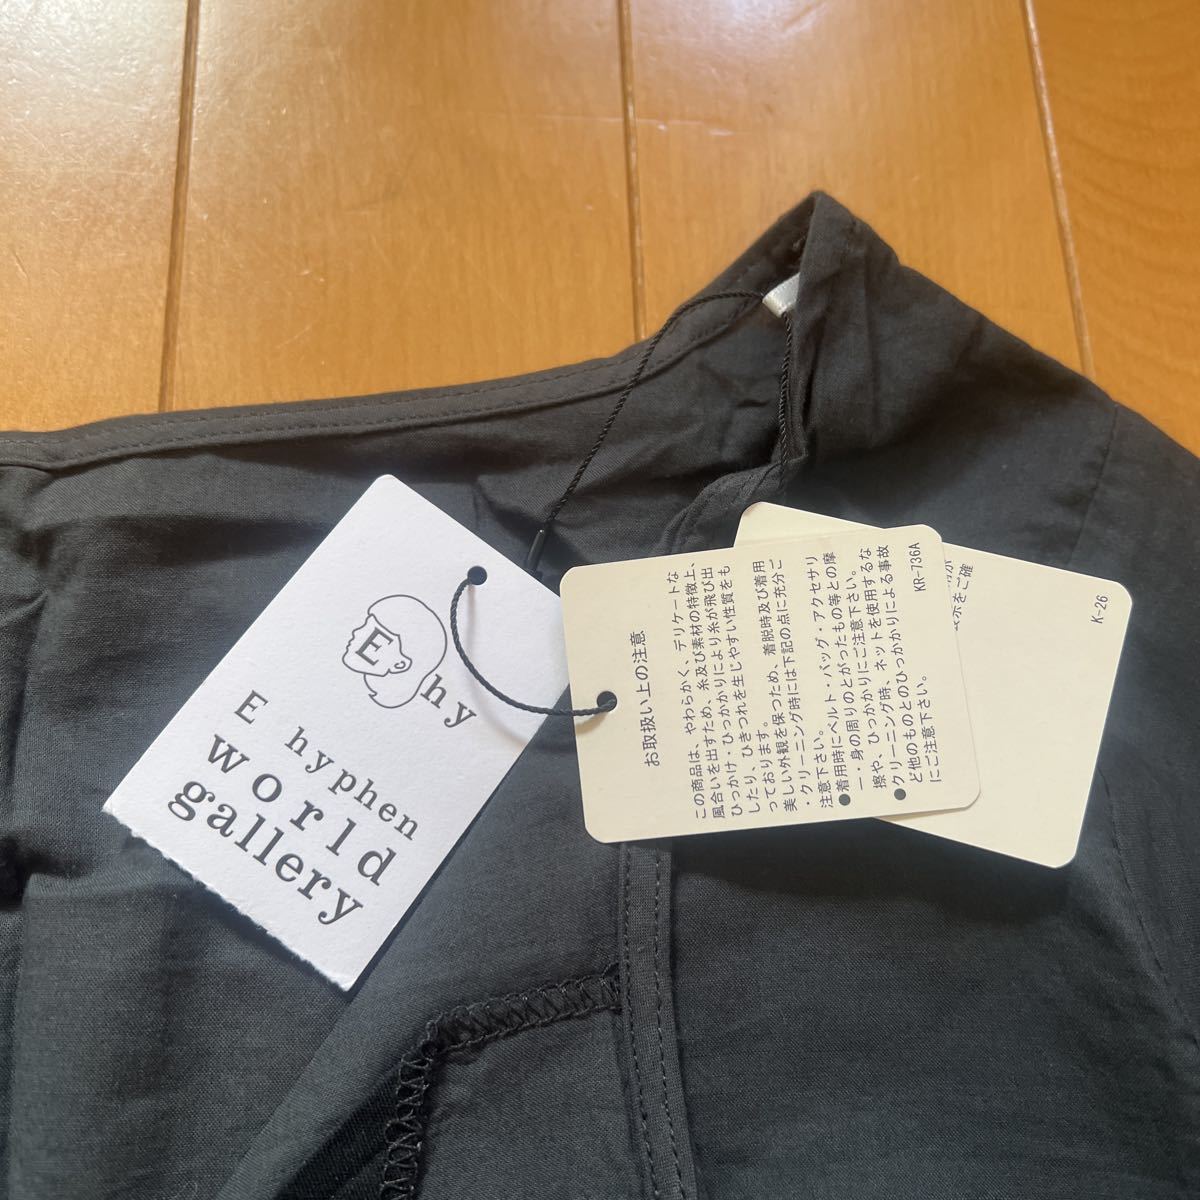 E
hy
E hyphen
world
gallery
お取扱い上の注意
この商品は、やわらかく、デリケートな
風合いを出すため、糸及び素材の特徴上、
ひっかけ・ひっかかりにより糸が飛び出
したり、ひきつれを生じやすい性質をも
っております。
美しい外観を保つため、着脱時及び着用
・クリーニング時には下記の点に充分ご
注意下さい。
●着用時にベルト・バッグ・アクセサリ
ー・身の周りのとがったもの等との摩
擦や、ひっかかりにご注意下さい。
●クリーニング時、ネットを使用するな
ど他のものとのひっかかりによる事故
にご注意下さい。
KR-736A
をご確
K-26